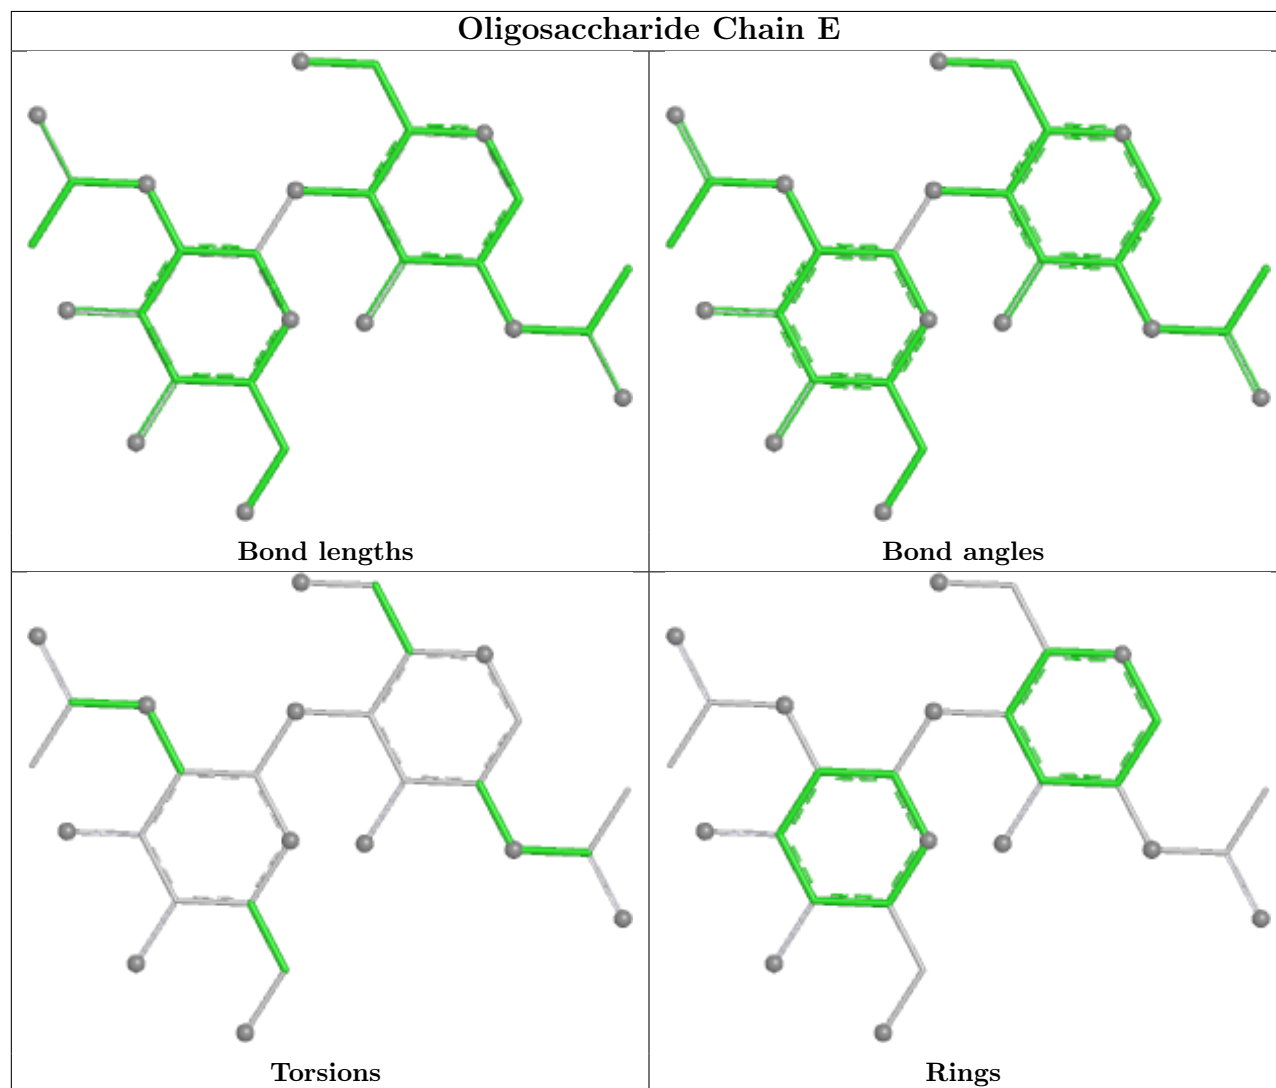 Oligosaccharide Chain E
Bond lengths
Bond angles
Torsions
Rings